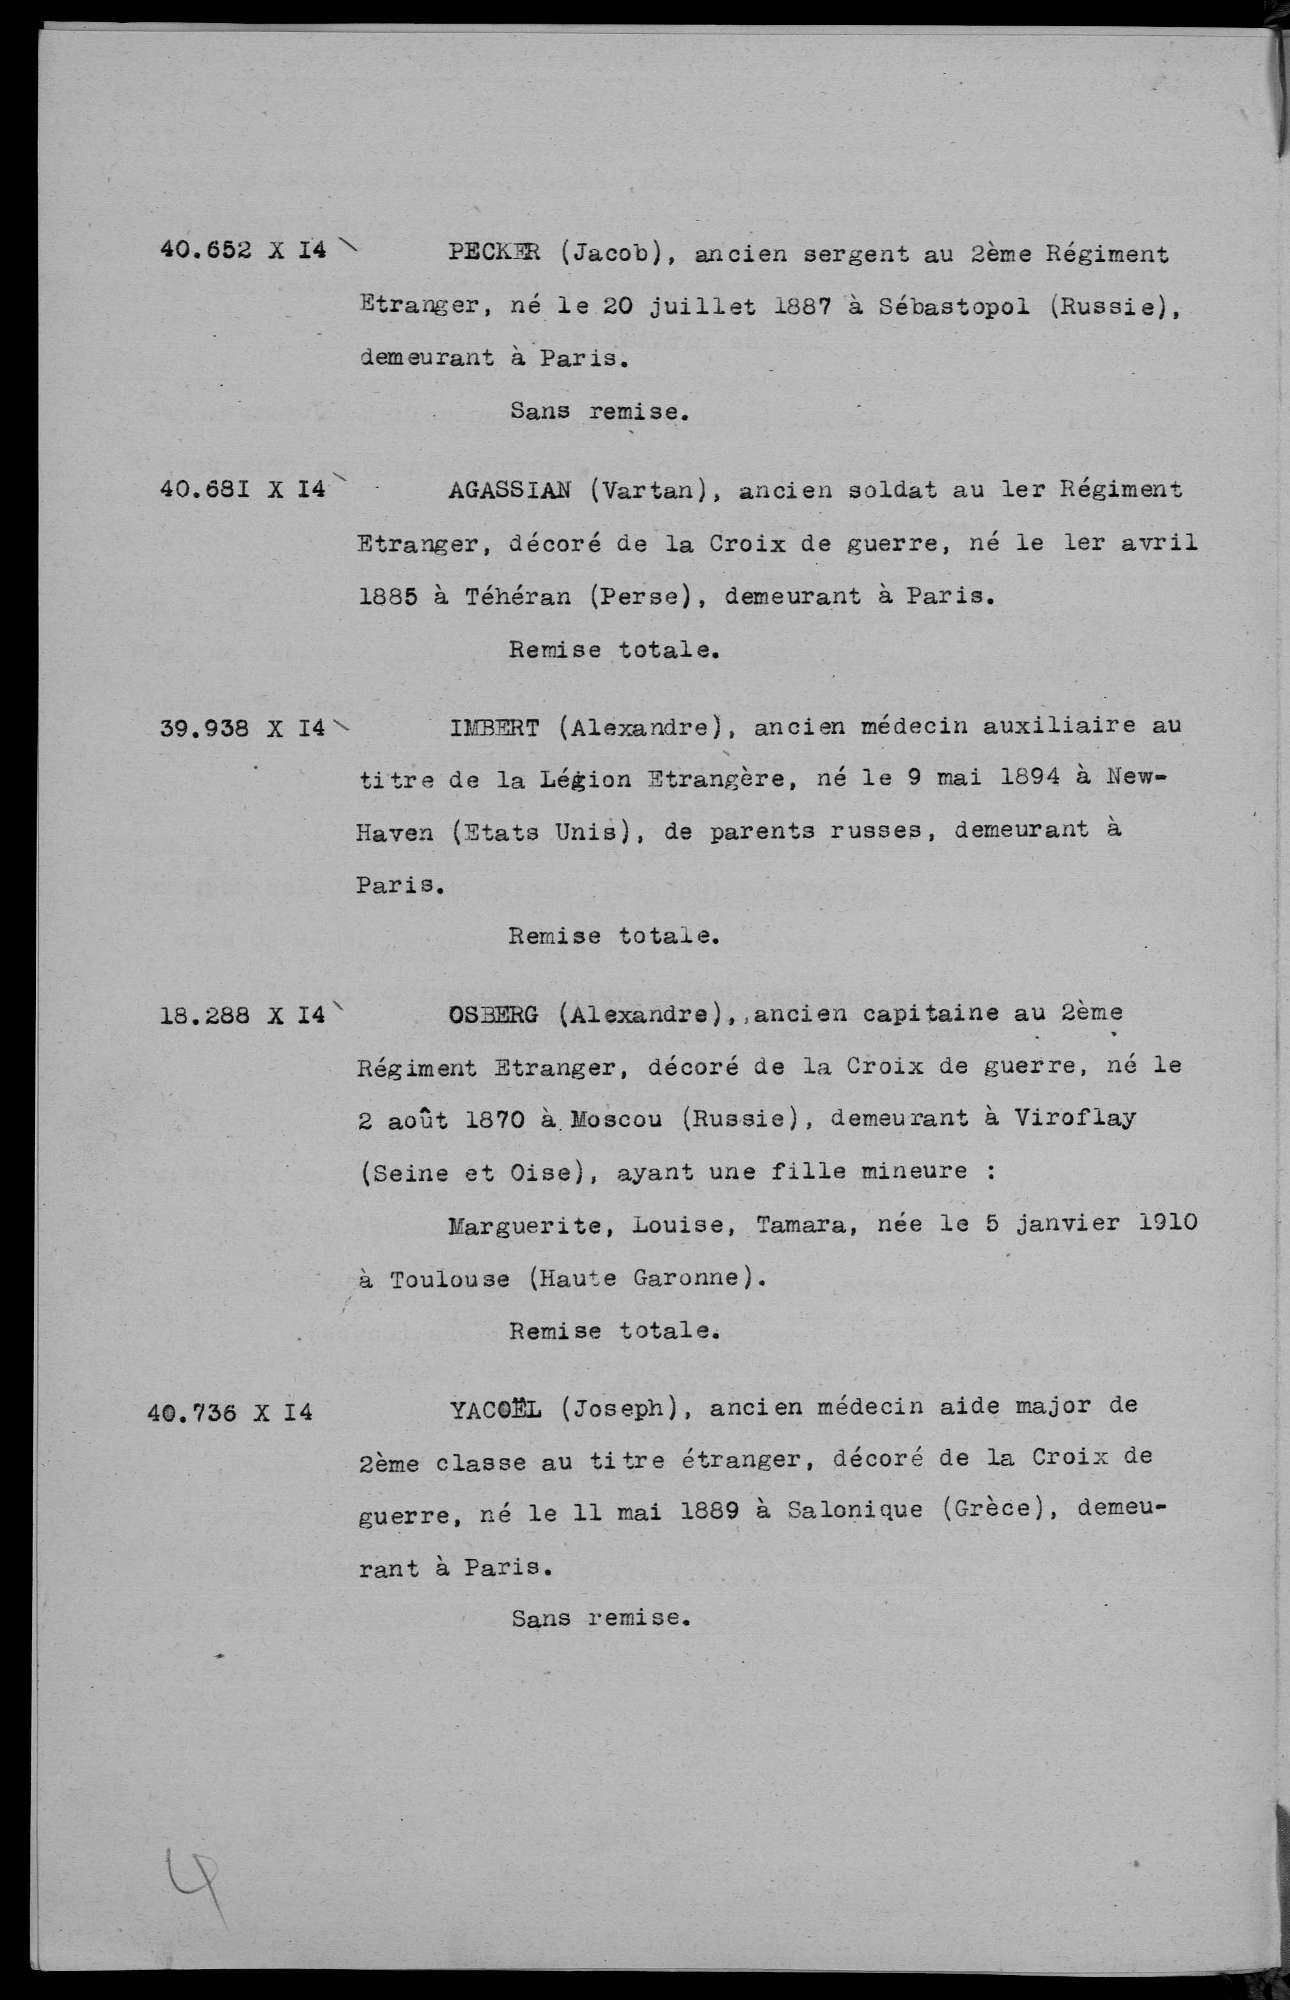 40.652 X I4 \ PECKER (Jacob), ancien sergent au 2ème Régiment
Etranger, né le 20 juillet 1887 à Sébastopol (Russie),
demeurant à Paris.
Sans remise.
40.68I X I4 \ AGASSIAN (Vartan), ancien soldat au 1er Régiment
Etranger, décoré de la Croix de guerre, né le 1er avril
1885 à Téhéran (Perse), demeurant à Paris.
Remise totale.
39.938 X I4 \ IMBERT (Alexandre), ancien médecin auxiliaire au
titre de la Légion Etrangère, né le 9 mai 1894 à New-
Haven (Etats Unis), de parents russes, demeurant à
Paris.
Remise totale.
18.288 X I4 \ OSBERG (Alexandre), ancien capitaine au 2ème
Régiment Etranger, décoré de la Croix de guerre, né le
2 août 1870 à Moscou (Russie), demeurant à Viroflay
(Seine et Oise), ayant une fille mineure :
Marguerite, Louise, Tamara, née le 5 janvier 1910
à Toulouse (Haute Garonne).
Remise totale.
40.736 X I4 YACOËL (Joseph), ancien médecin aide major de
2ème classe au titre étranger, décoré de la Croix de
guerre, né le 11 mai 1889 à Salonique (Grèce), demeu-
rant à Paris.
Sans remise.
4